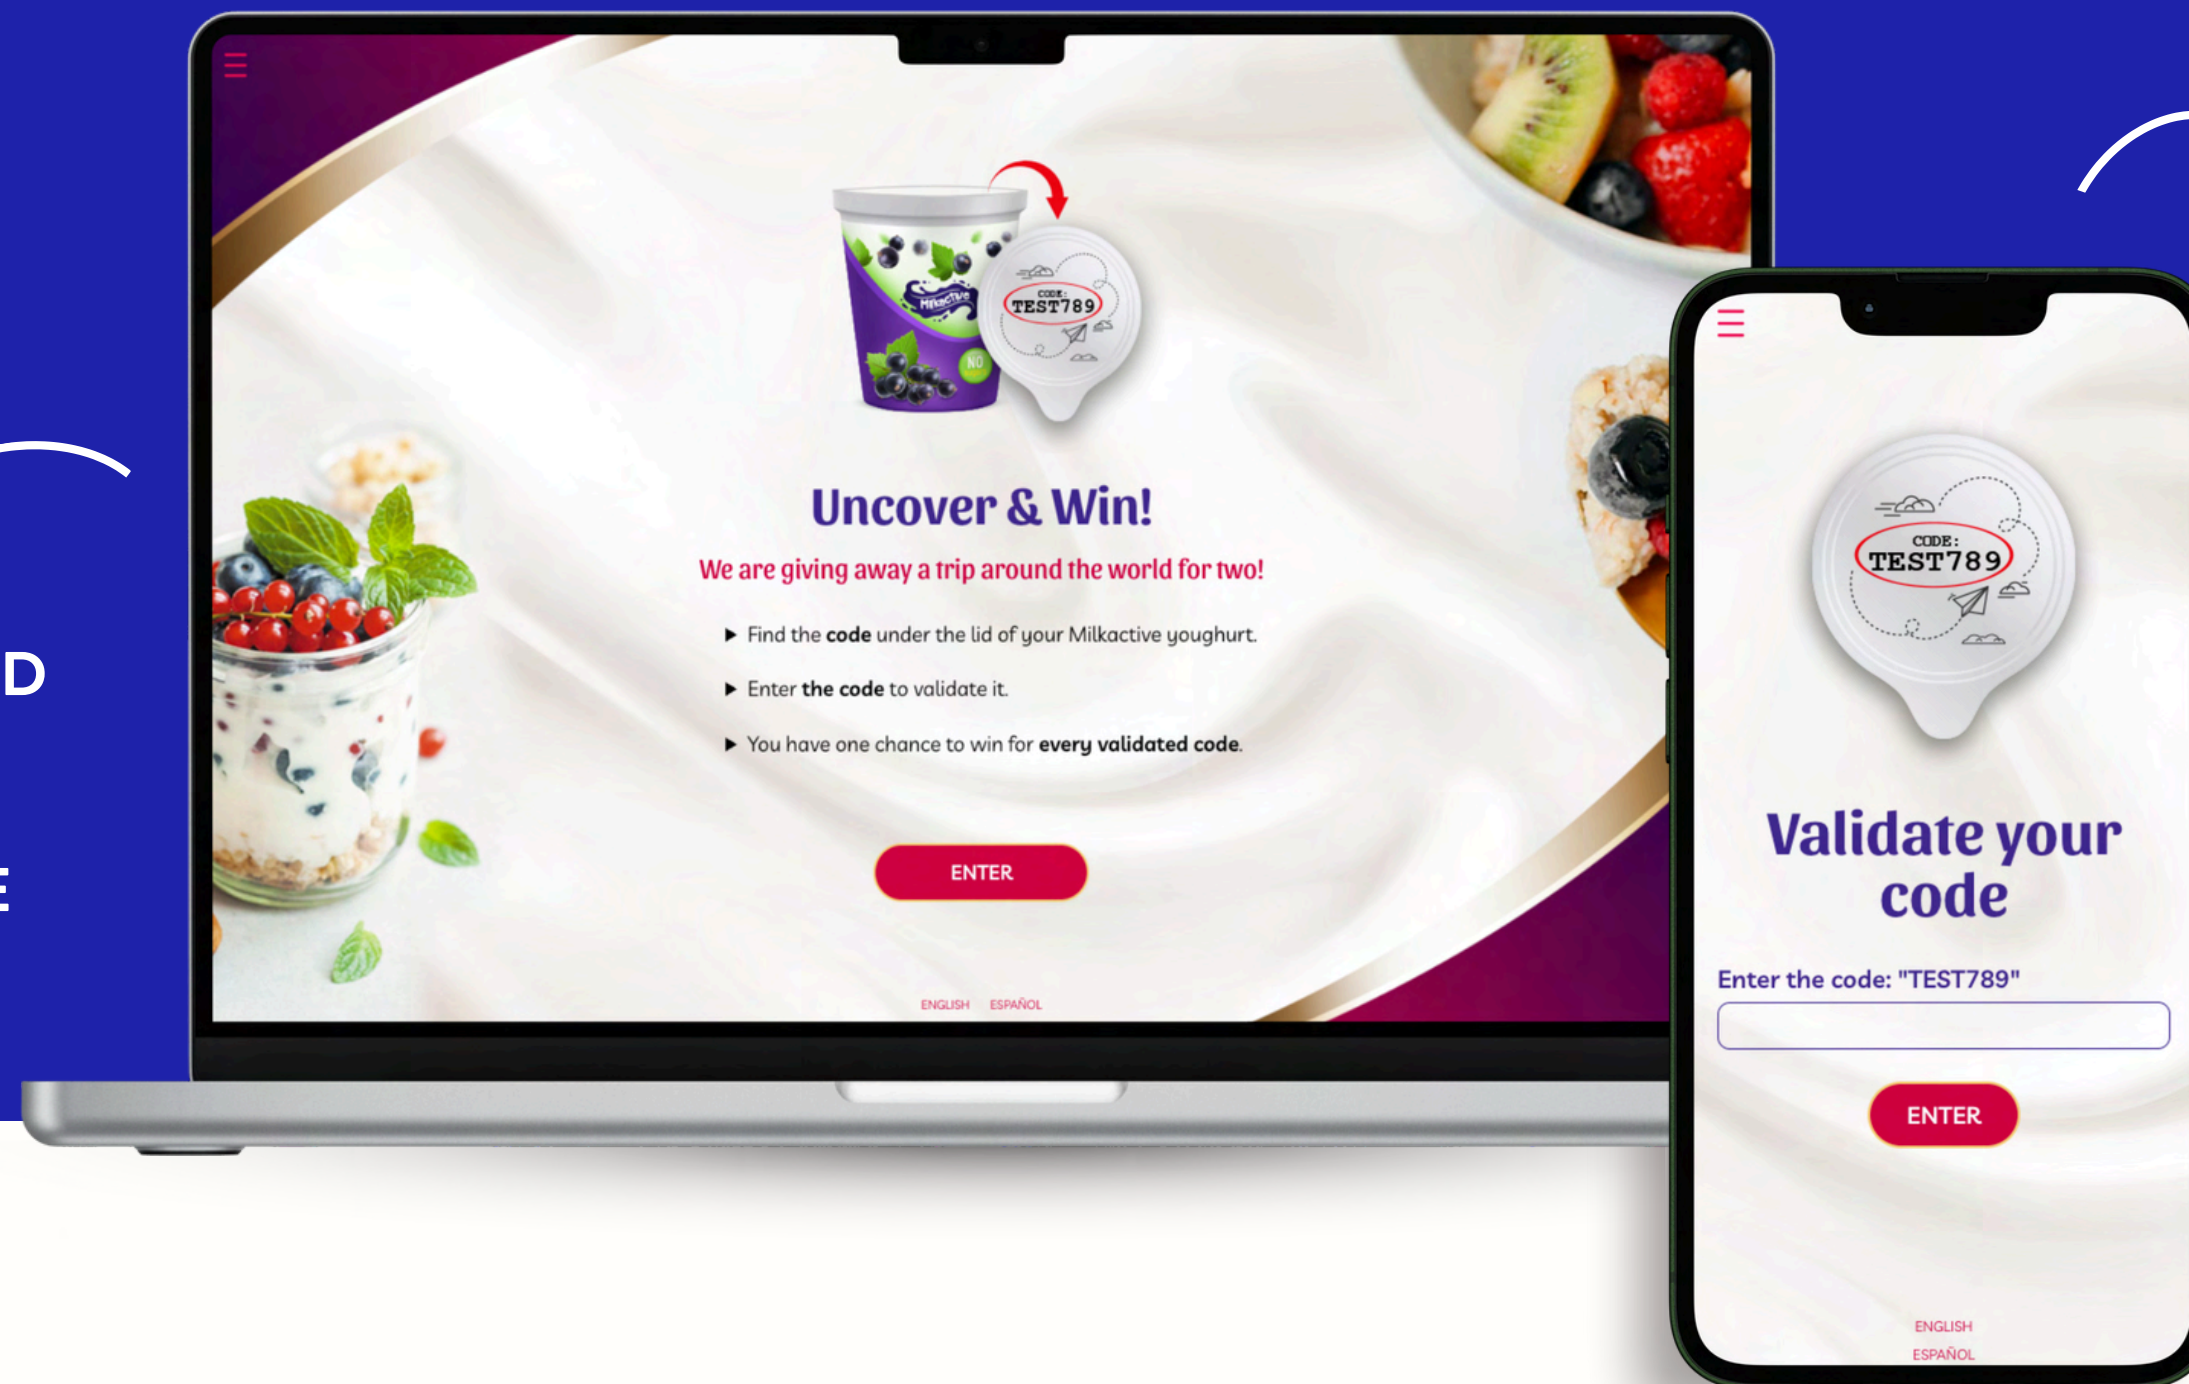 D
E
Milkactive
NO
CODE:
TEST789
Uncover & Win!
We are giving away a trip around the world for two!
Find the code under the lid of your Milkactive youghurt.
Enter the code to validate it.
You have one chance to win for every validated code.
ENTER
ENGLISH ESPAÑOL
CODE:
TEST789
Validate your
code
Enter the code: "TEST789"
ENTER
ENGLISH
ESPAÑOL